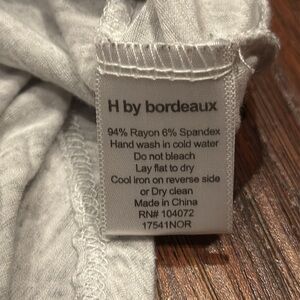 H by bordeaux
94% Rayon 6% Spandex
Hand wash in cold water
Do not bleach
Lay flat to dry
Cool iron on reverse side
or Dry clean
Made in China
RN# 104072
17541NOR